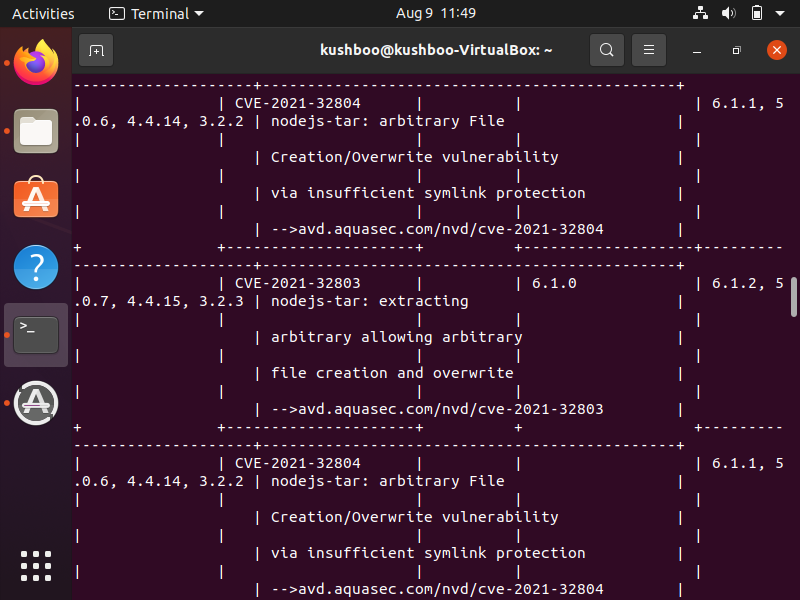 Activities Terminal Aug 9 11:49
kushboo@kushboo-VirtualBox: ~
--------------------+-----------------------------------------------+
|               | CVE-2021-32804      |          |                   | 6.1.1, 5
.0.6, 4.4.14, 3.2.2 | nodejs-tar: arbitrary File                   |
|               |                     |          |                   |
                    | Creation/Overwrite vulnerability             |
|               |                     |          |                   |
                    | via insufficient symlink protection          |
|               |                     |          |                   |
                    | -->avd.aquasec.com/nvd/cve-2021-32804        |
+               +---------------------+          +-------------------+---------
--------------------+-----------------------------------------------+
|               | CVE-2021-32803      |          | 6.1.0             | 6.1.2, 5
.0.7, 4.4.15, 3.2.3 | nodejs-tar: extracting                       |
|               |                     |          |                   |
                    | arbitrary allowing arbitrary                 |
|               |                     |          |                   |
                    | file creation and overwrite                  |
|               |                     |          |                   |
                    | -->avd.aquasec.com/nvd/cve-2021-32803        |
+               +---------------------+          +                   +---------
--------------------+-----------------------------------------------+
|               | CVE-2021-32804      |          |                   | 6.1.1, 5
.0.6, 4.4.14, 3.2.2 | nodejs-tar: arbitrary File                   |
|               |                     |          |                   |
                    | Creation/Overwrite vulnerability             |
|               |                     |          |                   |
                    | via insufficient symlink protection          |
|               |                     |          |                   |
                    | -->avd.aquasec.com/nvd/cve-2021-32804        |